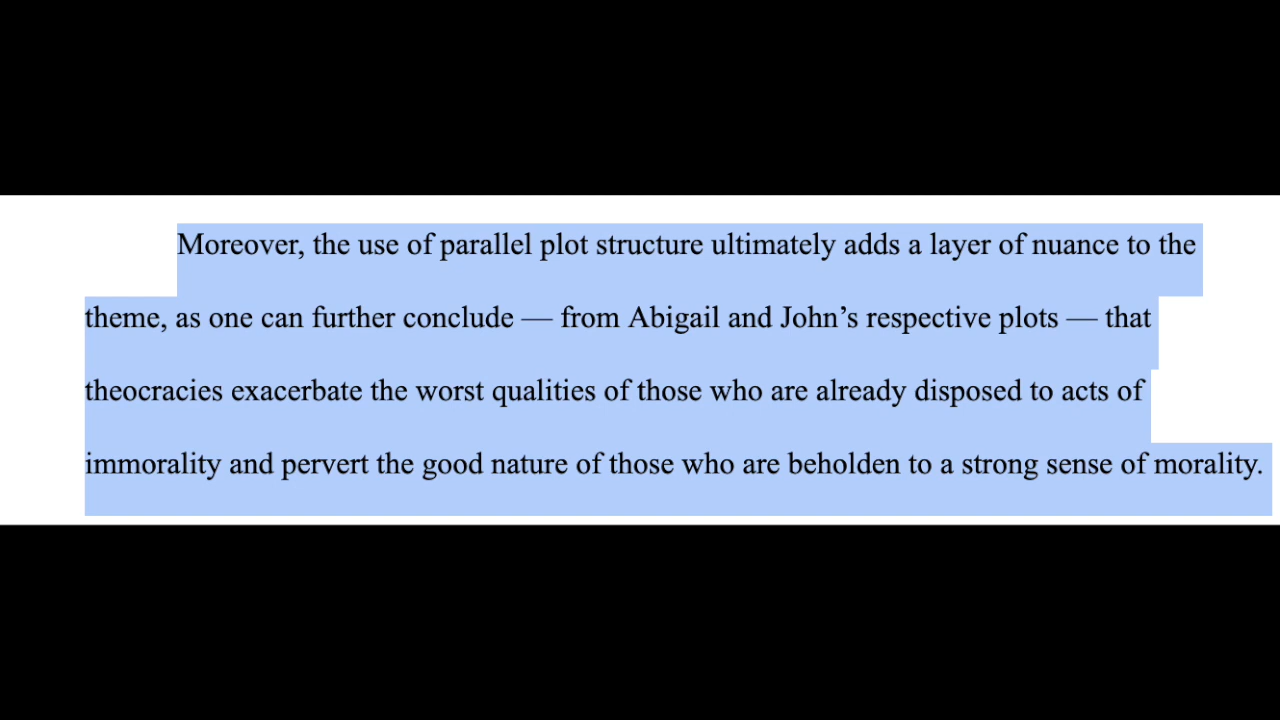 Moreover, the use of parallel plot structure ultimately adds a layer of nuance to the
theme, as one can further conclude — from Abigail and John’s respective plots — that
theocracies exacerbate the worst qualities of those who are already disposed to acts of
immorality and pervert the good nature of those who are beholden to a strong sense of morality.